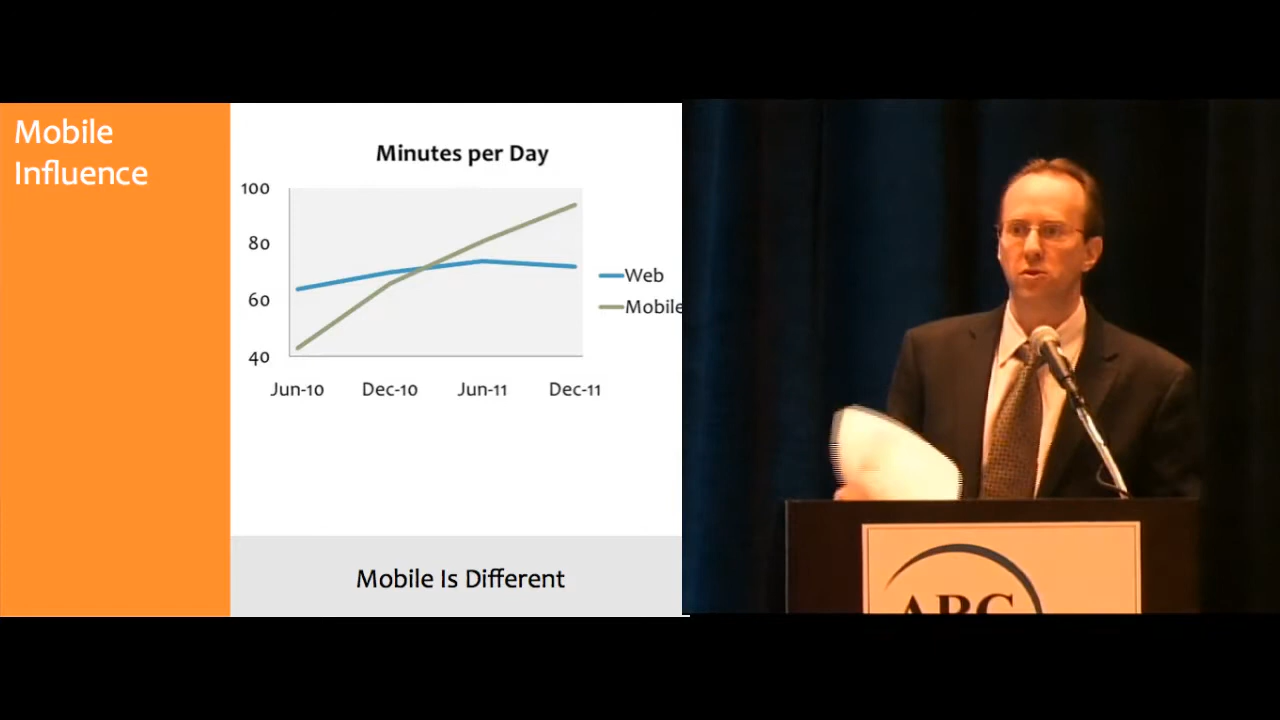 Mobile
Influence
Minutes per Day
100
80
60
40
Jun-10 Dec-10 Jun-11 Dec-11
Web
Mobile
Mobile Is Different
ABC